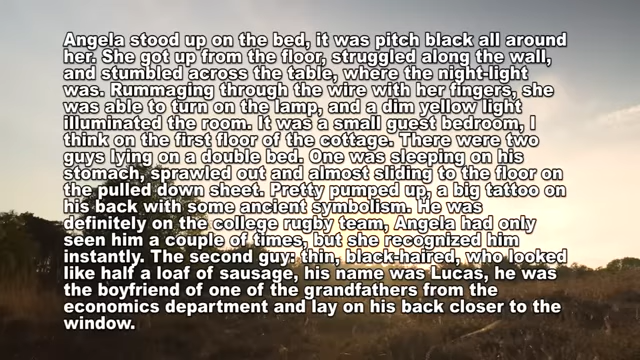 Angela stood up on the bed, it was pitch black all around
her. She got up from the floor, struggled along the wall,
and stumbled across the table, where the night-light
was. Rummaging through the wire with her fingers, she
was able to turn on the lamp, and a dim yellow light
illuminated the room. It was a small guest bedroom, I
think on the first floor of the cottage. There were two
guys lying on a double bed. One was sleeping on his
stomach, sprawled out and almost sliding to the floor on
the pulled down sheet. Pretty pumped up, a big tattoo on
his back with some ancient symbolism. He was
definitely on the college rugby team, Angela had only
seen him a couple of times, but she recognized him
instantly. The second guy: thin, black-haired, who looked
like half a loaf of sausage, his name was Lucas, he was
the boyfriend of one of the grandfathers from the
economics department and lay on his back closer to the
window.